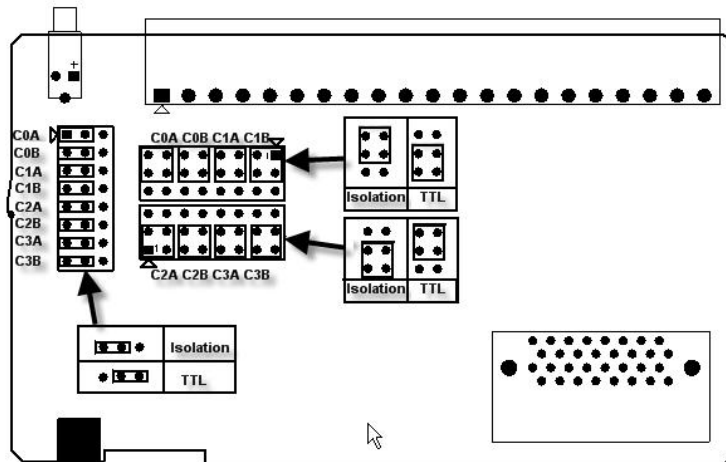 +
C0A
C0B
C1A
C1B
C2A
C2B
C3A
C3B
C0A C0B C1A C1B
1
1
C2A C2B C3A C3B
Isolation TTL
Isolation TTL
Isolation
TTL